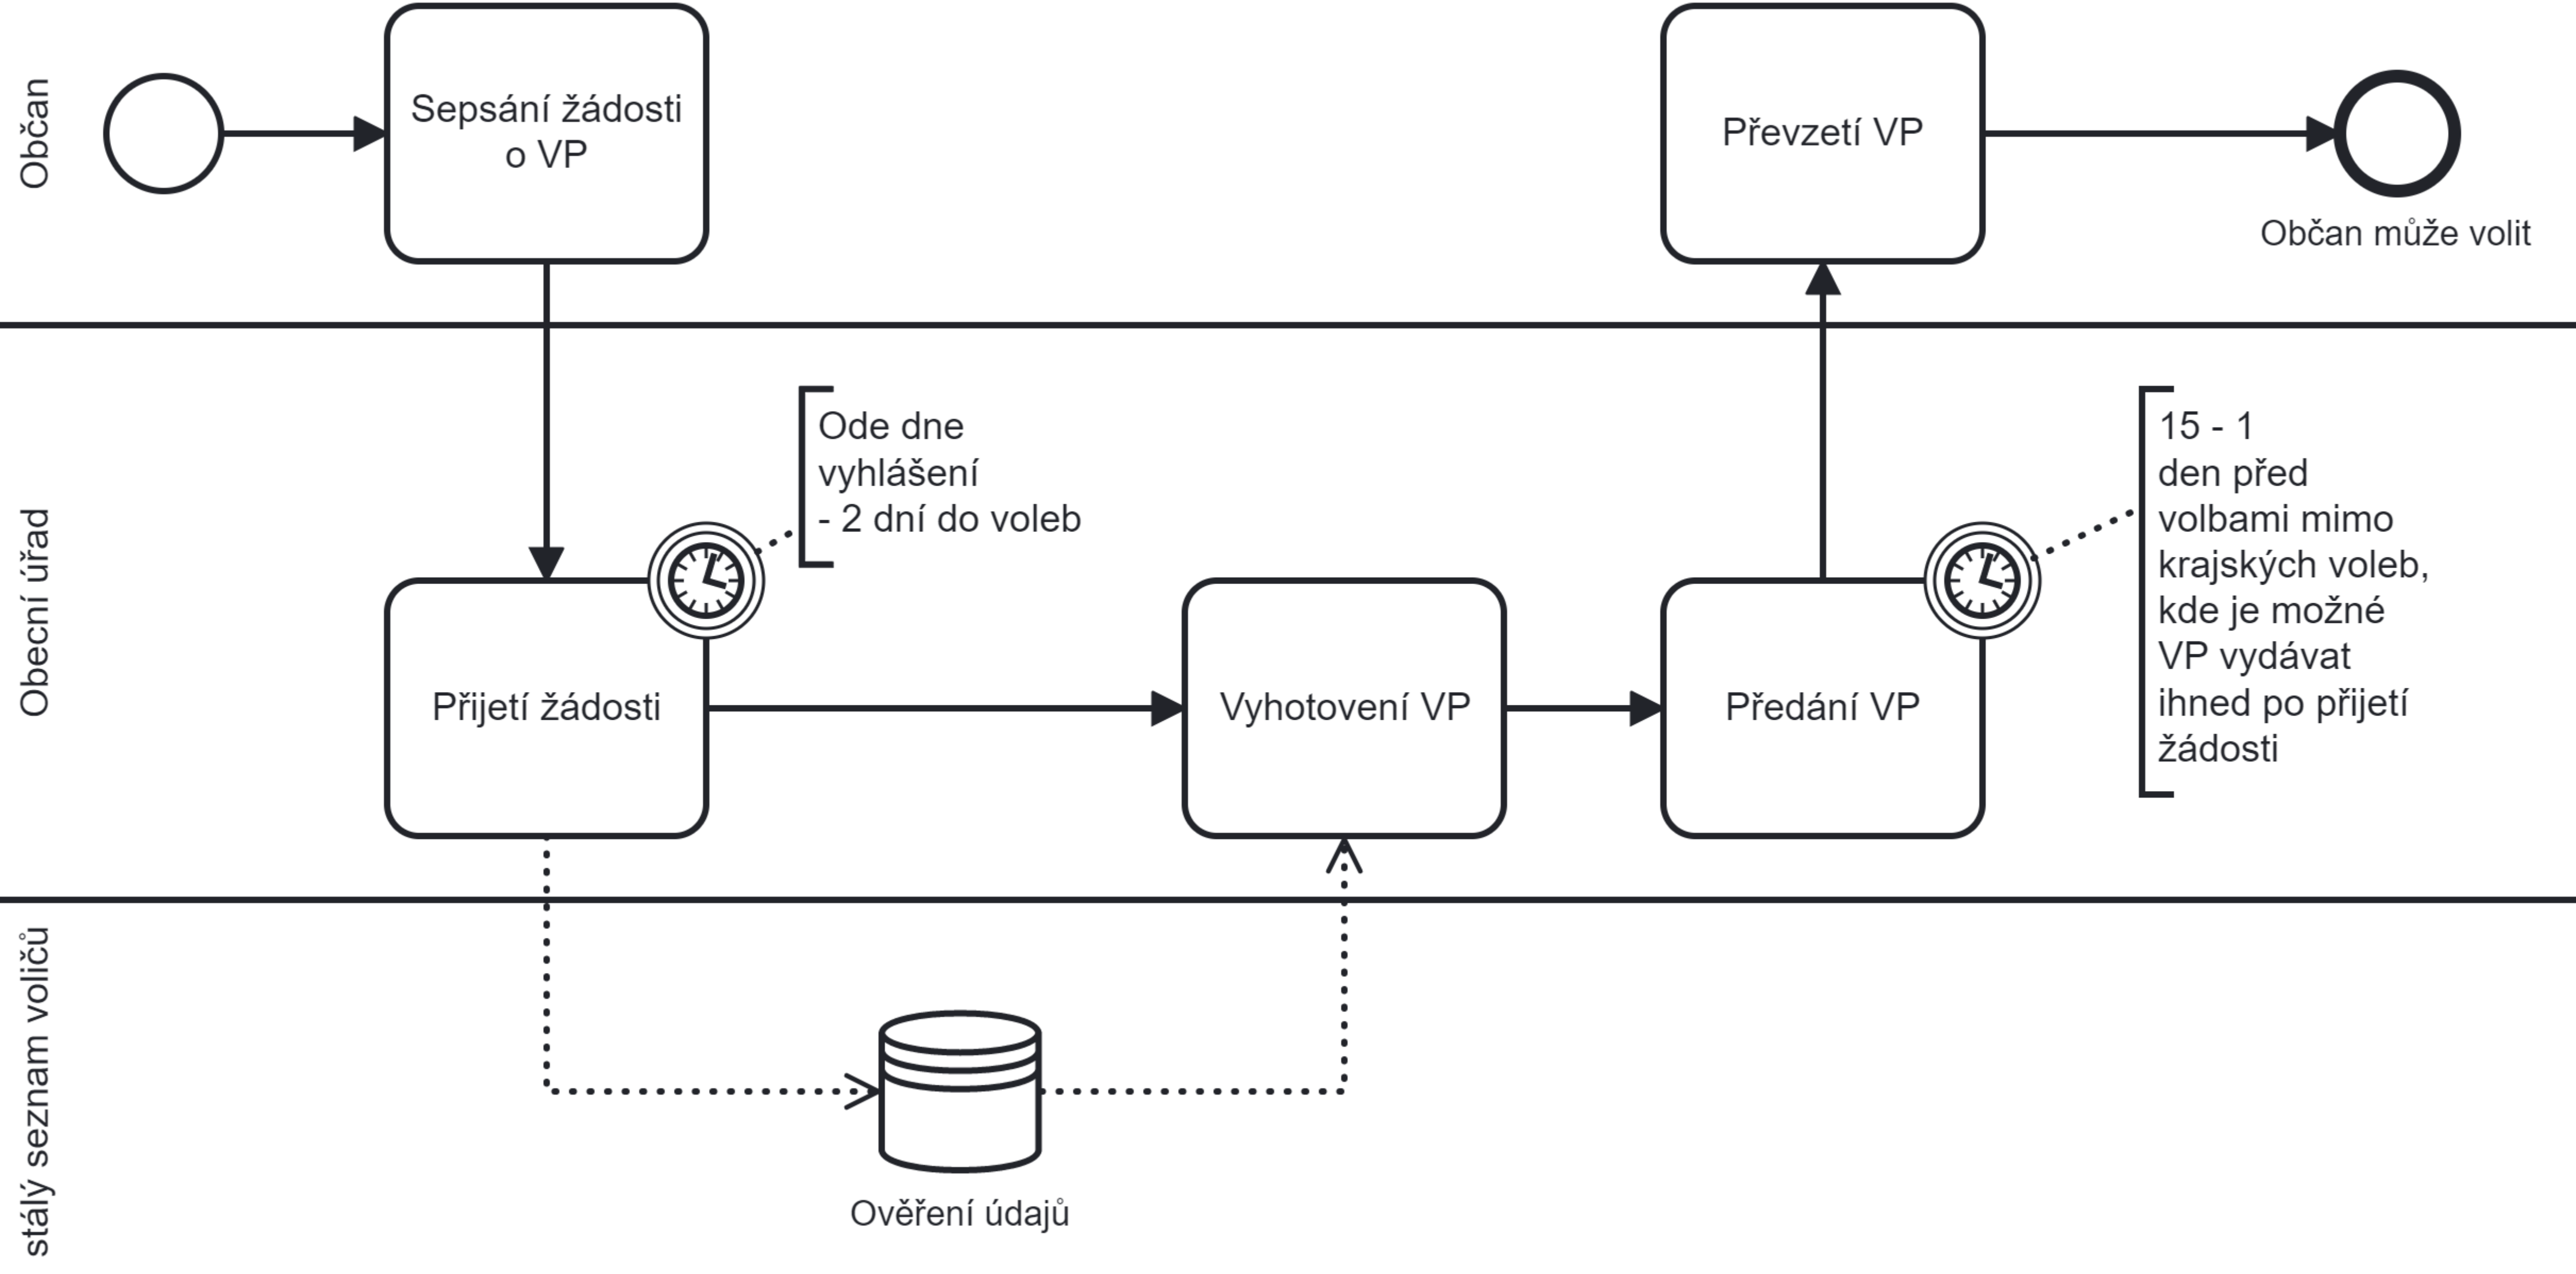 Občan
Sepsání žádosti
o VP
Převzetí VP
Občan může volit
Obecní úřad
Ode dne
vyhlášení
- 2 dní do voleb
15 - 1
den před
volbami mimo
krajských voleb,
kde je možné
VP vydávat
ihned po přijetí
žádosti
Přijetí žádosti
Vyhotovení VP
Předání VP
stálý seznam voličů
Ověření údajů